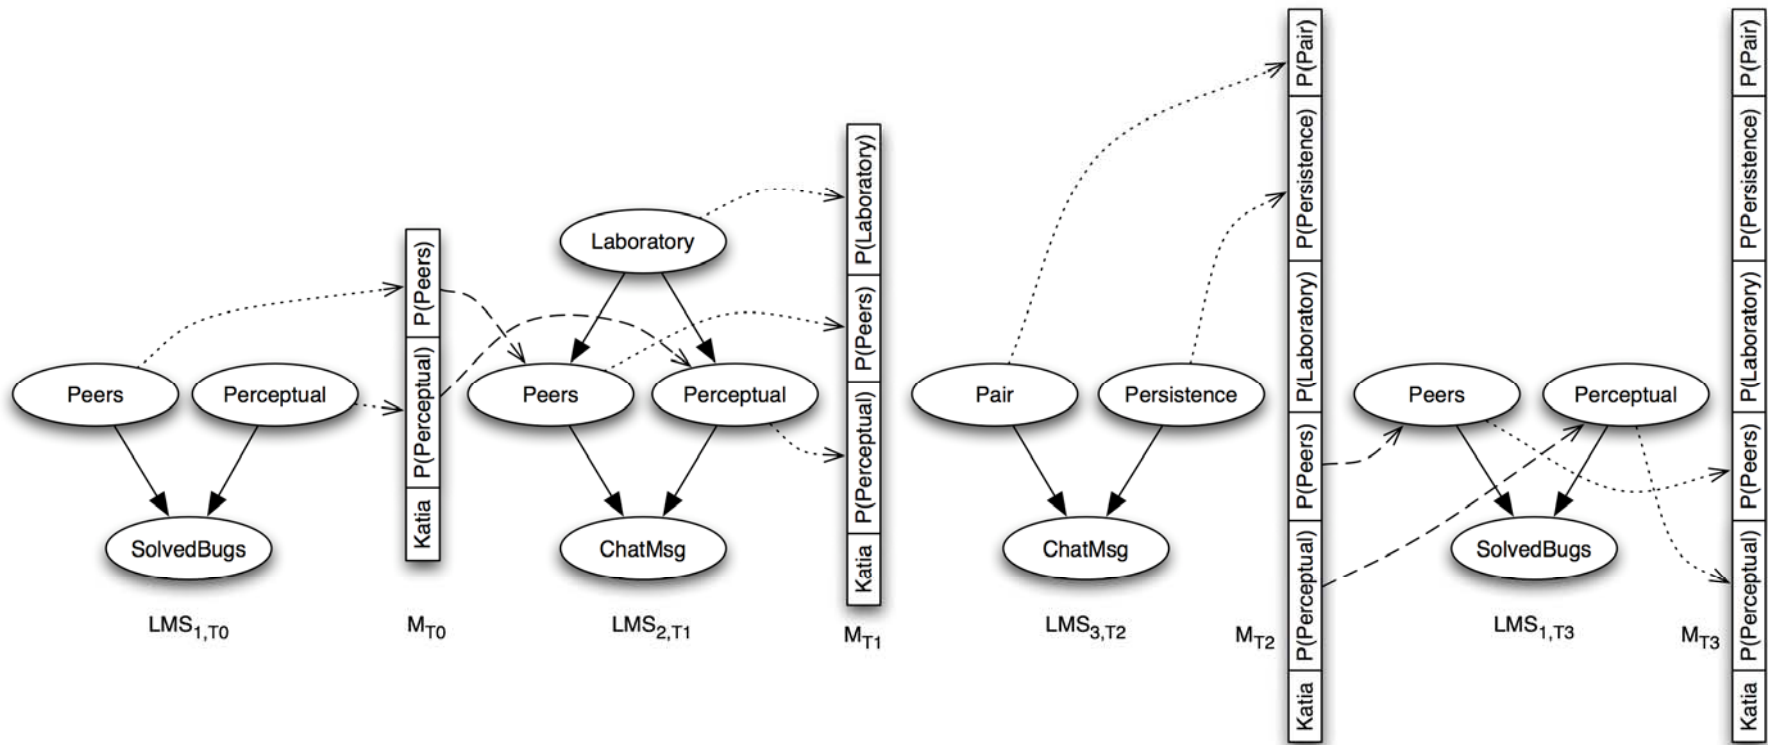 Peers
Perceptual
SolvedBugs
LMS1,T0
P(Peers)
P(Perceptual)
Katia
MT0
Laboratory
Peers
Perceptual
ChatMsg
LMS2,T1
P(Laboratory)
P(Peers)
P(Perceptual)
Katia
MT1
Pair
Persistence
ChatMsg
LMS3,T2
P(Pair)
P(Persistence)
P(Laboratory)
P(Peers)
P(Perceptual)
Katia
MT2
Peers
Perceptual
SolvedBugs
LMS1,T3
P(Pair)
P(Persistence)
P(Laboratory)
P(Peers)
P(Perceptual)
Katia
MT3